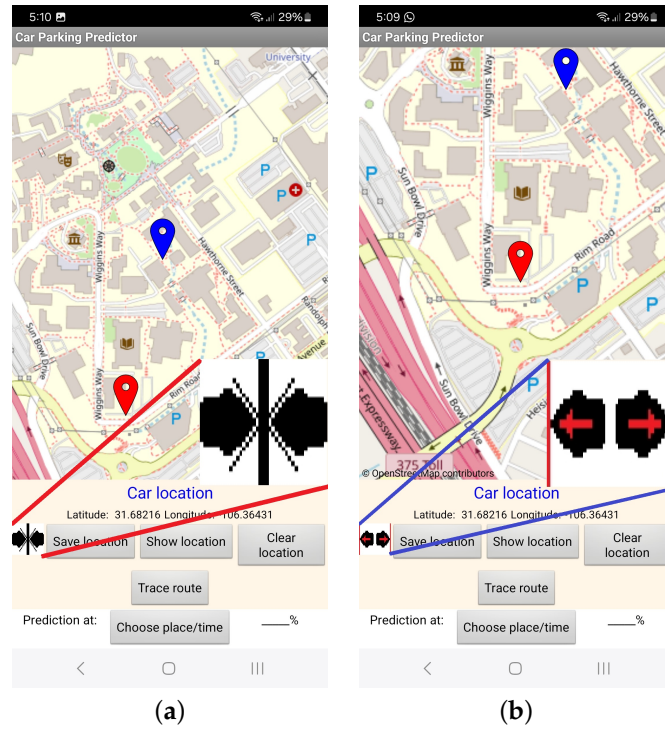 5:10 29%
Car Parking Predictor
University
P
P
P
Wiggins Way
Hawthorne Street
Sun Bowl Drive
Wiggins Way
Randolph
Avenue
Rim Road
P
P
Car location
Latitude: 31.68216 Longitude: -106.36431
Save location
Show location
Clear location
Trace route
Prediction at:
Choose place/time
____%
(a)
5:09 29%
Car Parking Predictor
Wiggins Way
Hawthorne Street
P
Sun Bowl Drive
Wiggins Way
Rim Road
P
P
P
Sun Bowl Drive
375 Toll
© OpenStreetMap contributors
Car location
Latitude: 31.68216 Longitude: -106.36431
Save location
Show location
Clear location
Trace route
Prediction at:
Choose place/time
____%
(b)